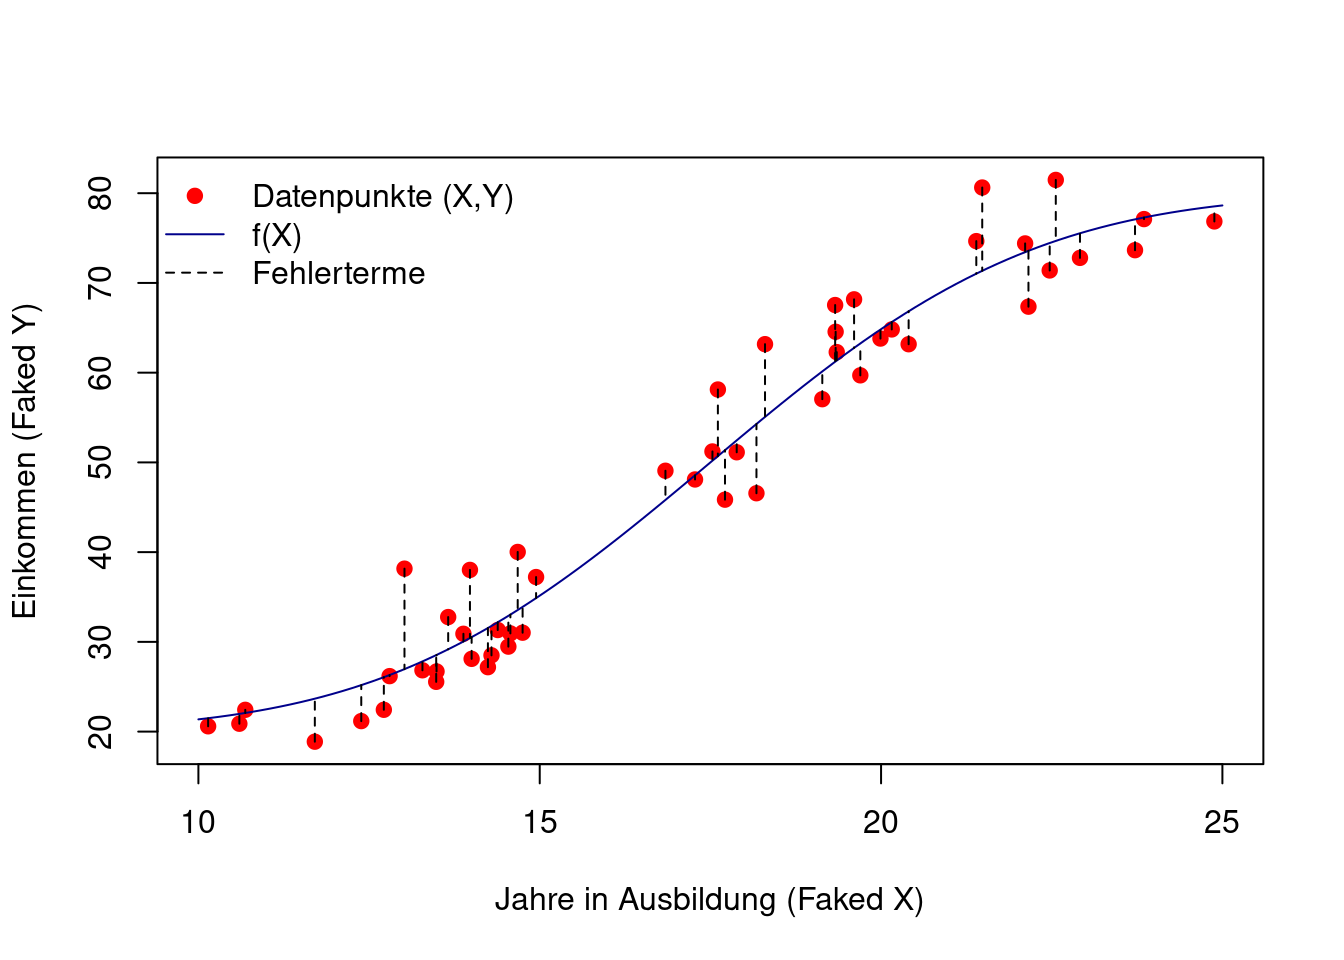 Datenpunkte (X,Y)
f(X)
Fehlerterme
Einkommen (Faked Y)
80
70
60
50
40
30
20
10 15 20 25
Jahre in Ausbildung (Faked X)